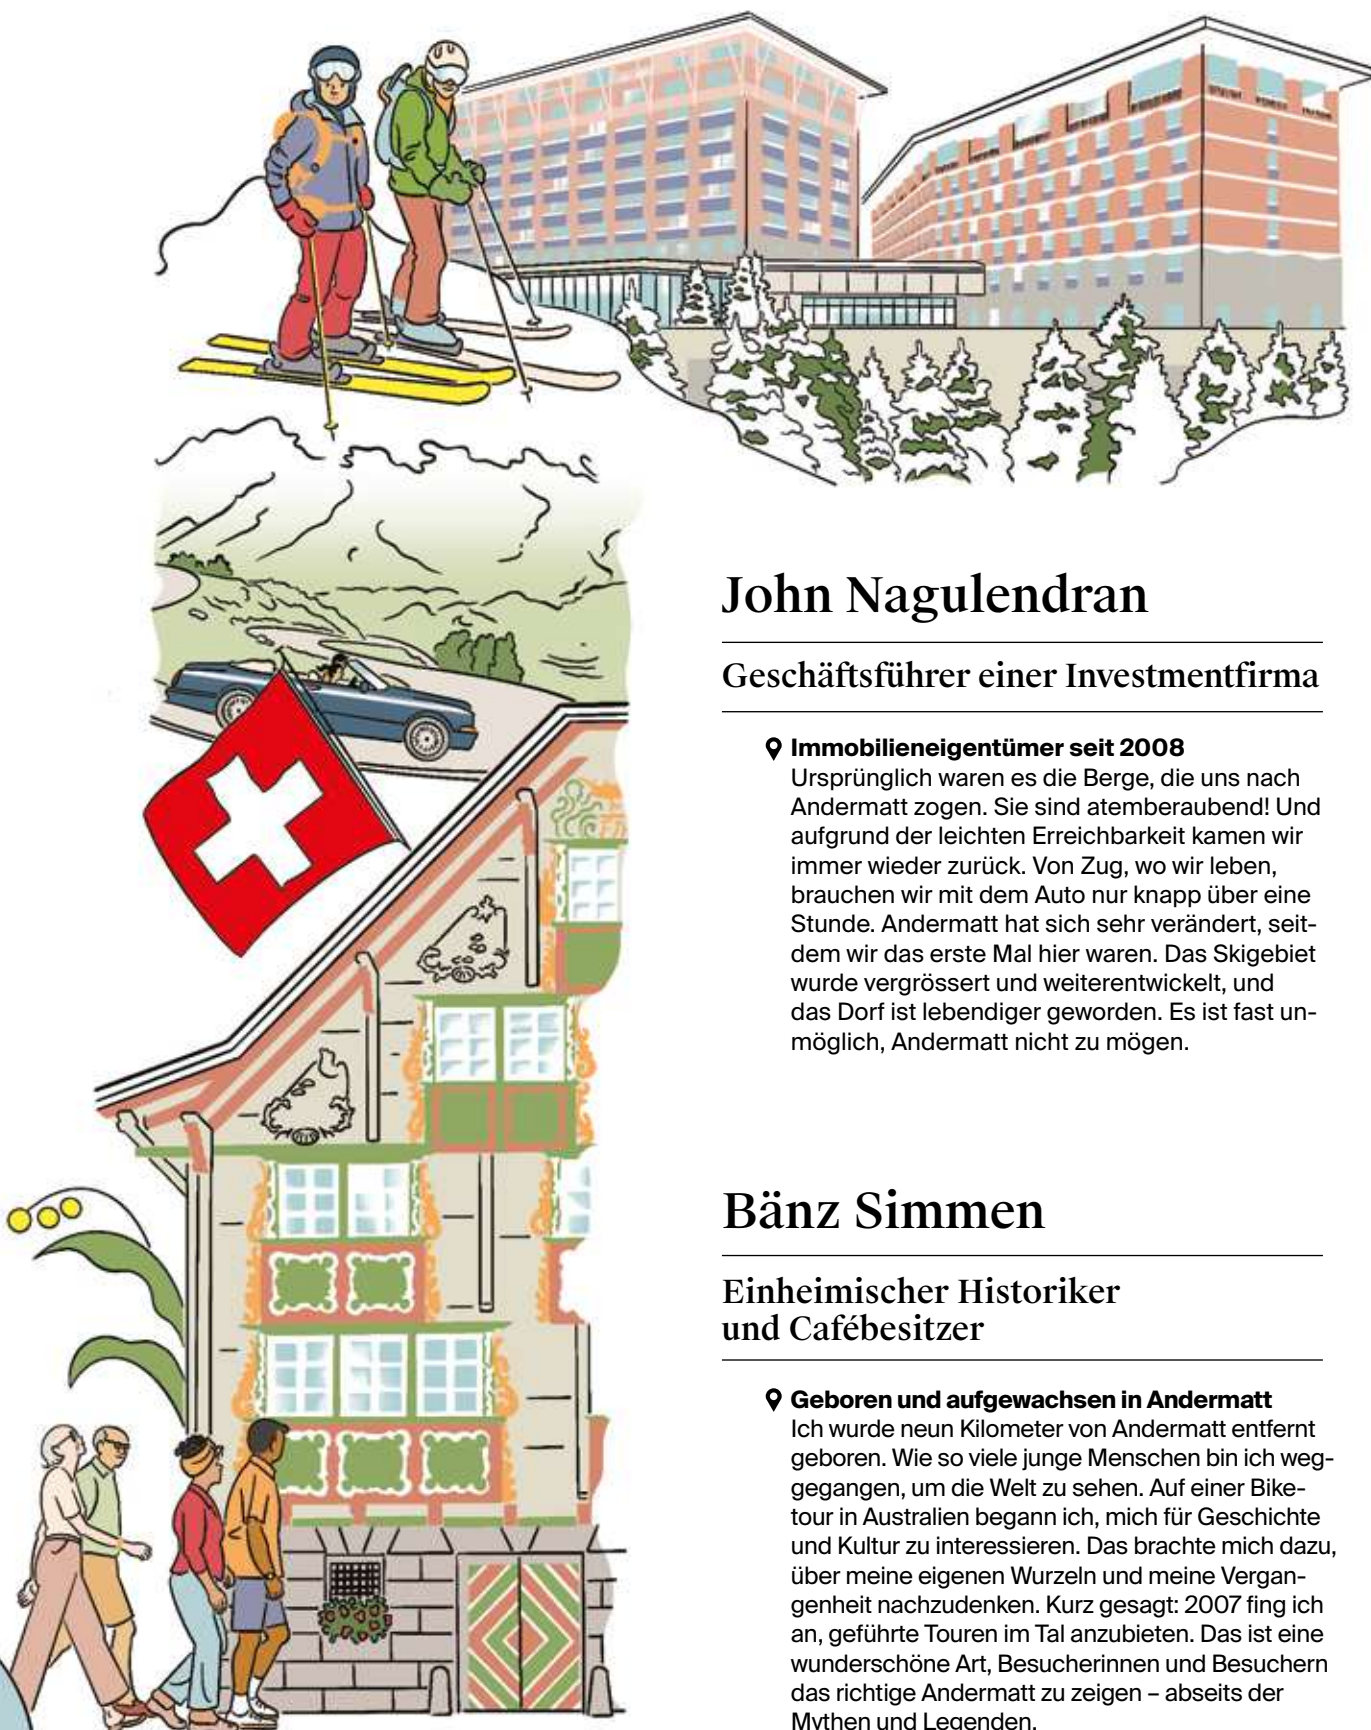 John Nagulendran
Geschäftsführer einer Investmentfirma
Immobilieneigentümer seit 2008
Ursprünglich waren es die Berge, die uns nach
Andermatt zogen. Sie sind atemberaubend! Und
aufgrund der leichten Erreichbarkeit kamen wir
immer wieder zurück. Von Zug, wo wir leben,
brauchen wir mit dem Auto nur knapp über eine
Stunde. Andermatt hat sich sehr verändert, seit-
dem wir das erste Mal hier waren. Das Skigebiet
wurde vergrössert und weiterentwickelt, und
das Dorf ist lebendiger geworden. Es ist fast un-
möglich, Andermatt nicht zu mögen.
Bänz Simmen
Einheimischer Historiker
und Cafébesitzer
Geboren und aufgewachsen in Andermatt
Ich wurde neun Kilometer von Andermatt entfernt
geboren. Wie so viele junge Menschen bin ich weg-
gegangen, um die Welt zu sehen. Auf einer Bike-
tour in Australien begann ich, mich für Geschichte
und Kultur zu interessieren. Das brachte mich dazu,
über meine eigenen Wurzeln und meine Vergan-
genheit nachzudenken. Kurz gesagt: 2007 fing ich
an, geführte Touren im Tal anzubieten. Das ist eine
wunderschöne Art, Besucherinnen und Besuchern
das richtige Andermatt zu zeigen – abseits der
Mythen und Legenden.